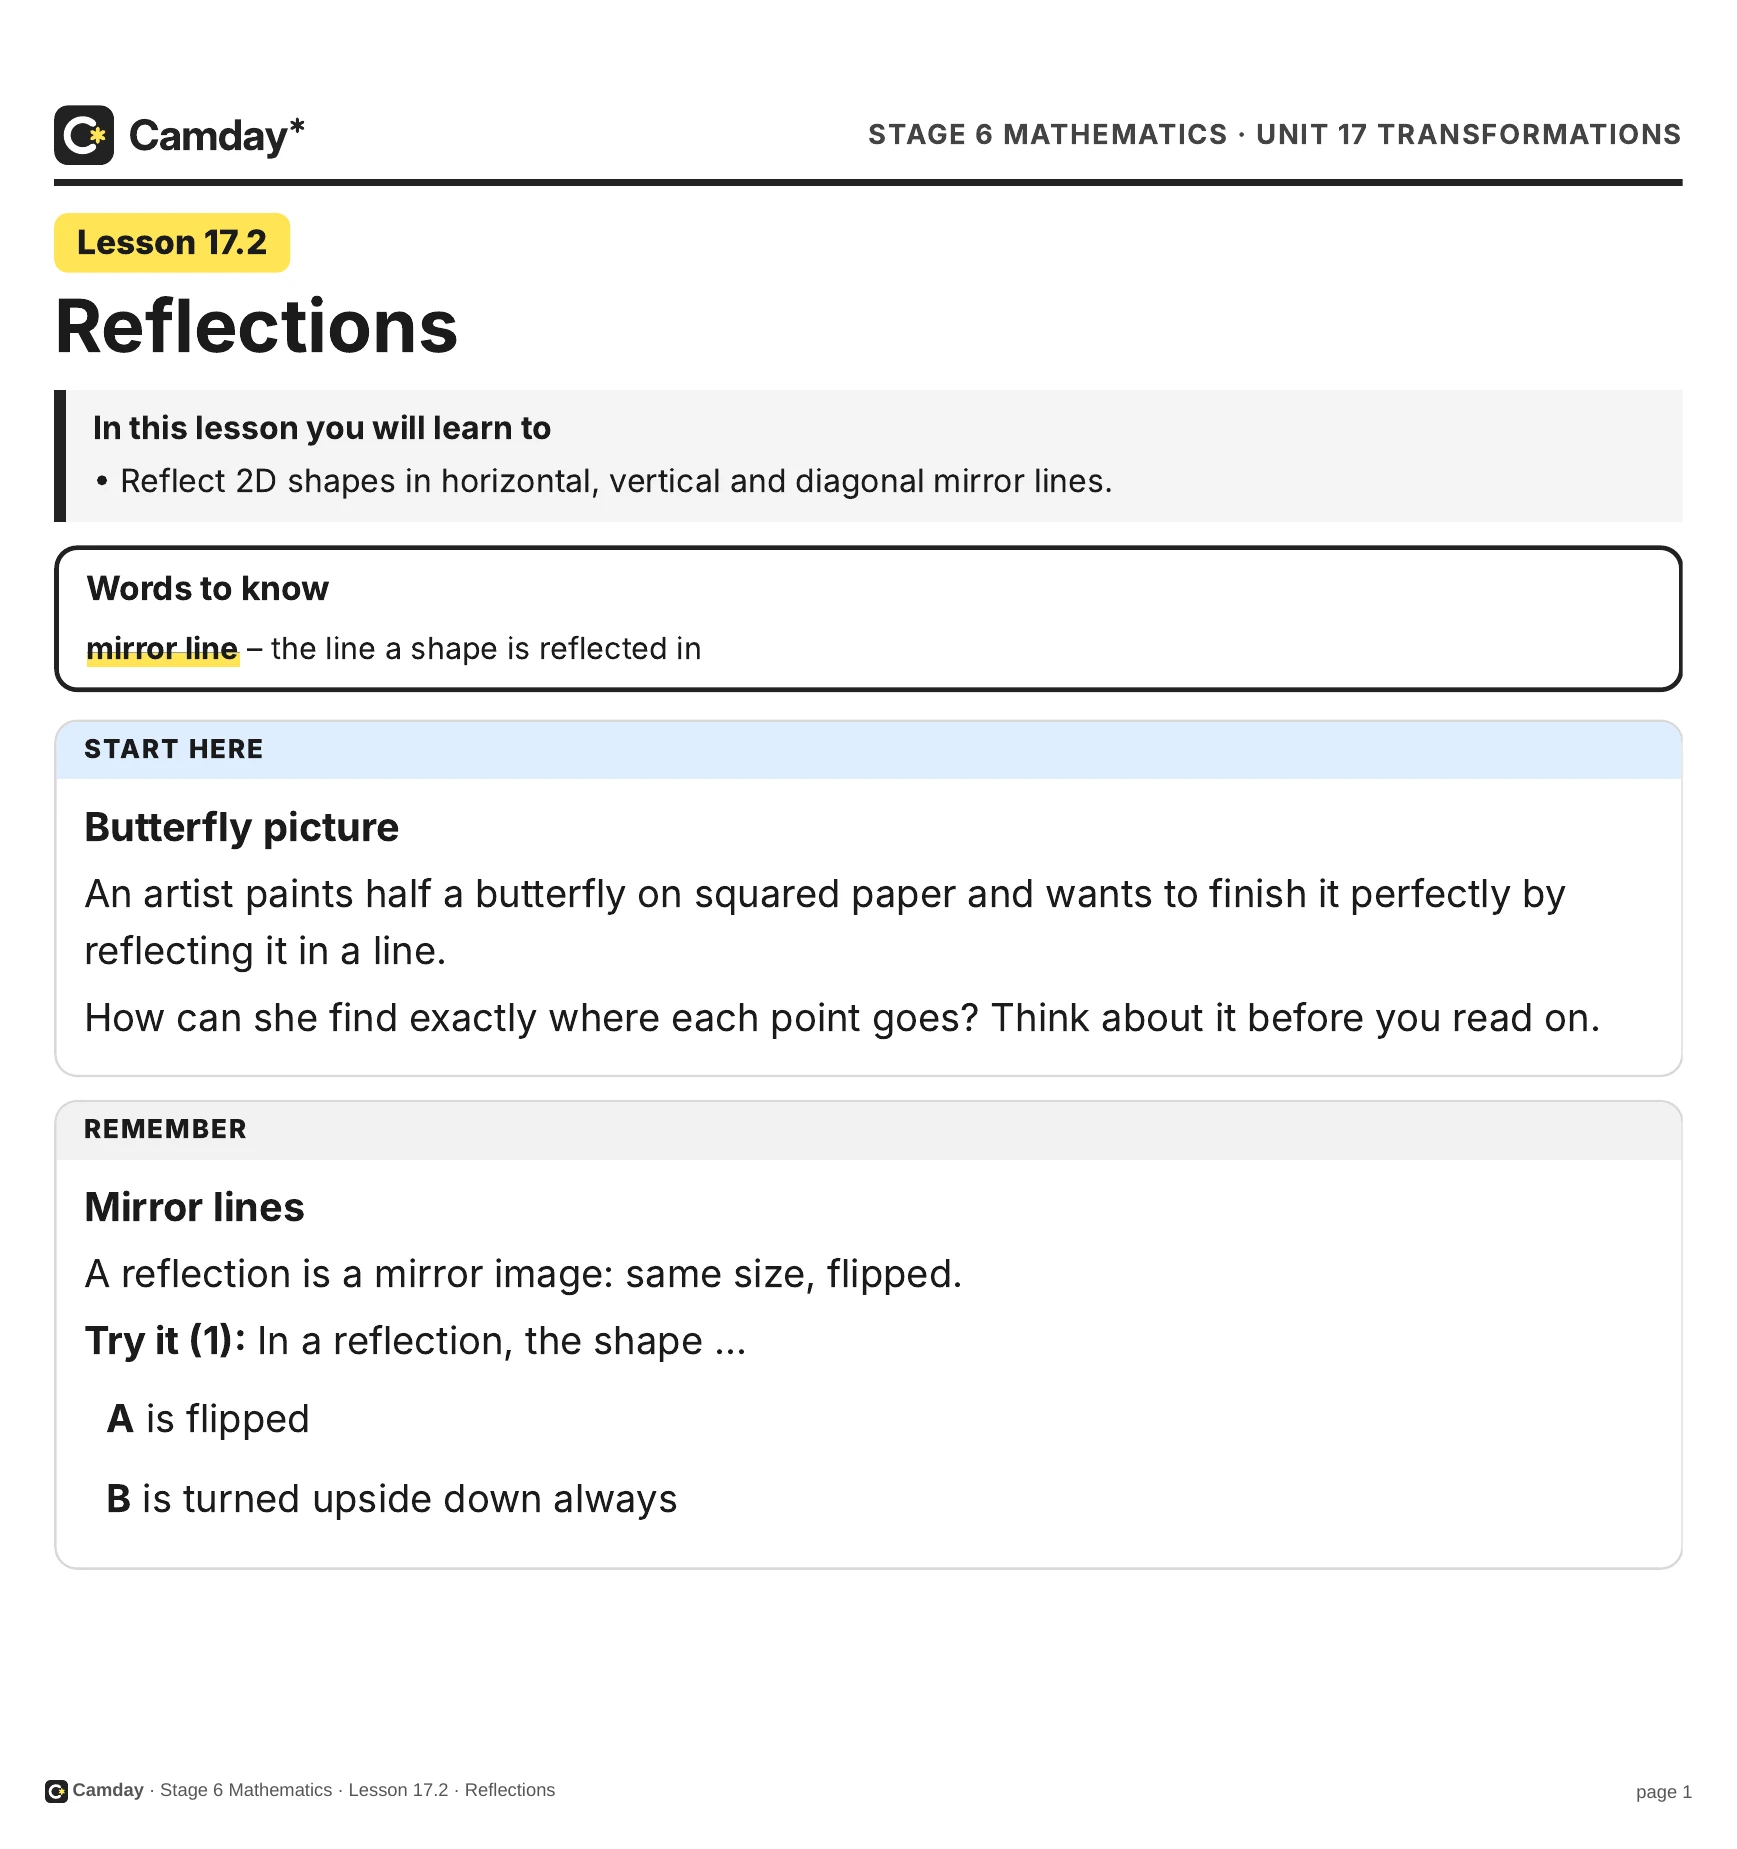 Camday*
STAGE 6 MATHEMATICS · UNIT 17 TRANSFORMATIONS
Lesson 17.2
Reflections
In this lesson you will learn to
• Reflect 2D shapes in horizontal, vertical and diagonal mirror lines.
Words to know
mirror line – the line a shape is reflected in
START HERE
Butterfly picture
An artist paints half a butterfly on squared paper and wants to finish it perfectly by
reflecting it in a line.
How can she find exactly where each point goes? Think about it before you read on.
REMEMBER
Mirror lines
A reflection is a mirror image: same size, flipped.
Try it (1): In a reflection, the shape ...
A is flipped
B is turned upside down always
Camday · Stage 6 Mathematics · Lesson 17.2 · Reflections
page 1